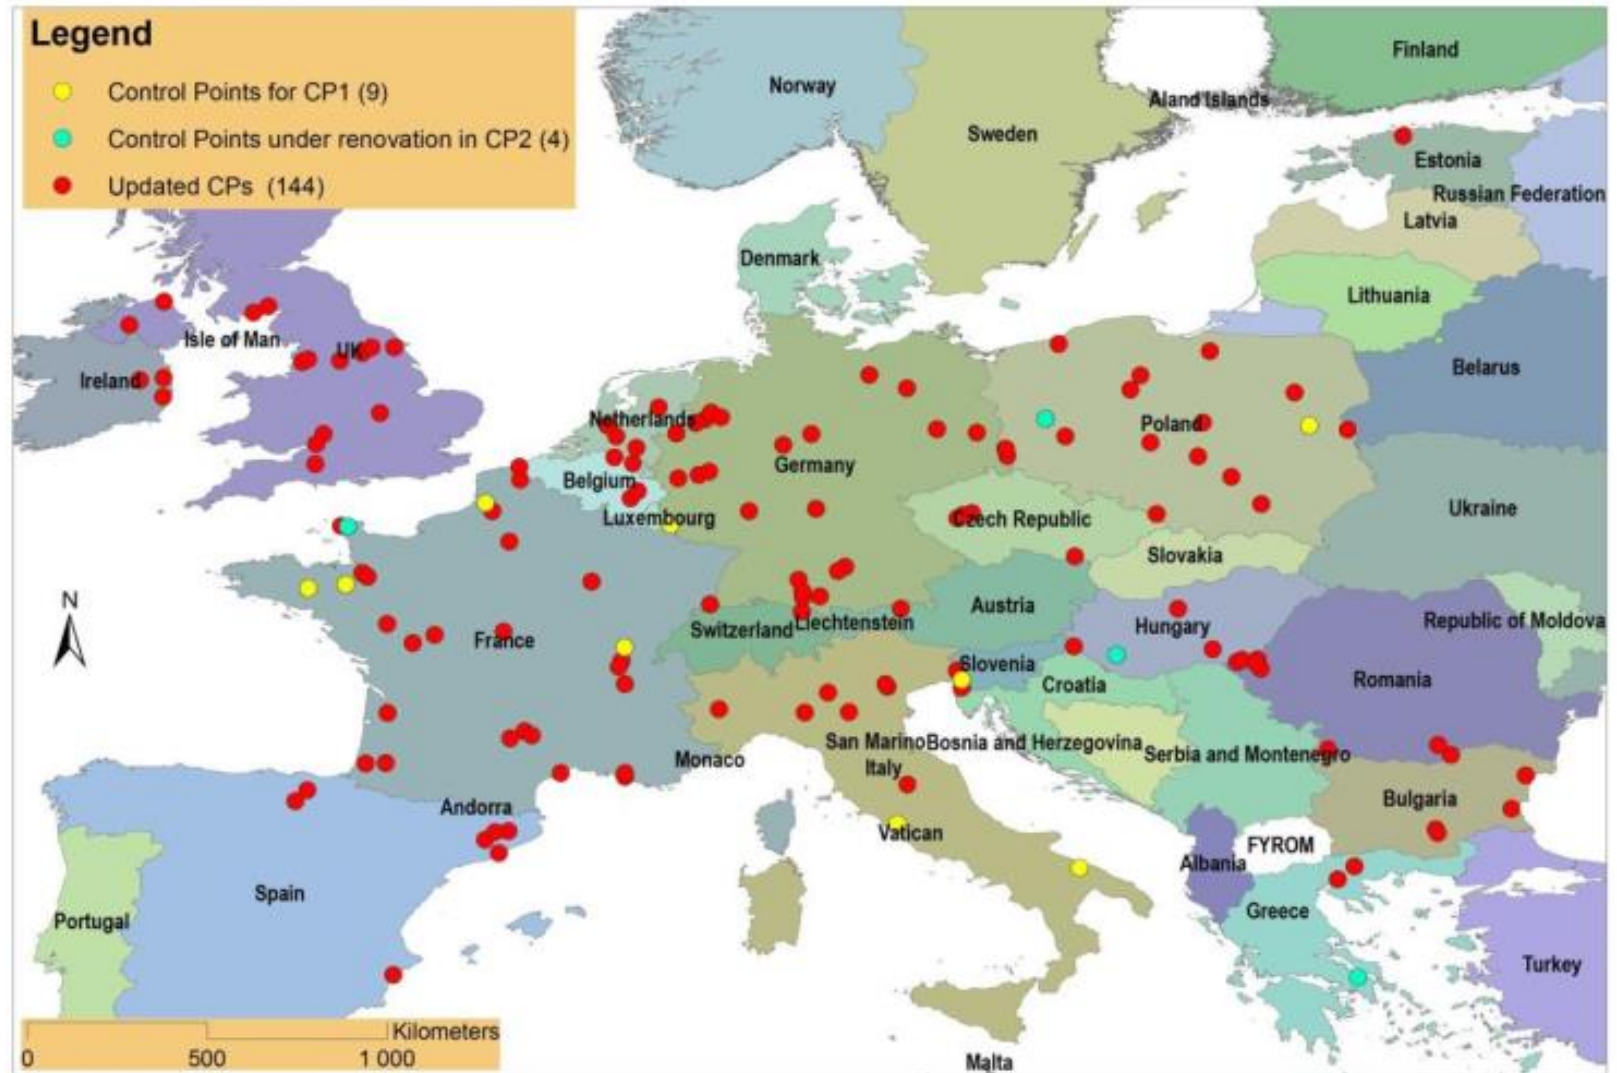 Legend
Control Points for CP1 (9)
Control Points under renovation in CP2 (4)
Updated CPs (144)
Finland
Norway
Aland Islands
Sweden
Estonia
Russian Federation
Latvia
Denmark
Lithuania
Isle of Man
UK
Ireland
Belarus
Netherlands
Poland
Germany
Belgium
Luxembourg
Czech Republic
Ukraine
Slovakia
N
Austria
Switzerland
Liechtenstein
Hungary
Republic of Moldova
France
Slovenia
Croatia
Romania
San Marino
Bosnia and Herzegovina
Serbia and Montenegro
Monaco
Italy
Andorra
Bulgaria
Vatican
FYROM
Albania
Spain
Portugal
Greece
Turkey
Kilometers
0 500 1 000
Malta